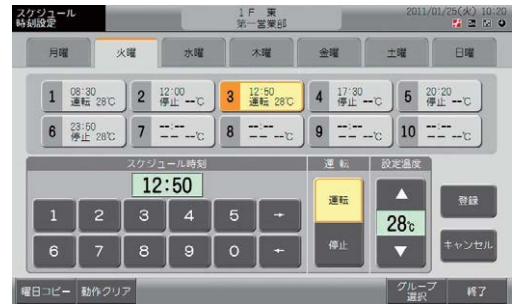 スケジュール
時刻設定
1F 東
第一営業部
2011/01/25(火) 10:20
月曜 火曜 水曜 木曜 金曜 土曜 日曜
1 08:30 運転 28℃
2 12:00 停止 --℃
3 12:50 運転 28℃
4 17:30 停止 --℃
5 20:20 停止 --℃
6 23:50 停止 28℃
7 --:-- -- --℃
8 --:-- -- --℃
9 --:-- -- --℃
10 --:-- -- --℃
スケジュール時刻 運転 設定温度
12:50
1 2 3 4 5 →
6 7 8 9 0 ←
運転
停止
▲
28℃
▼
登録
キャンセル
曜日コピー 動作クリア
グループ
選択
終了